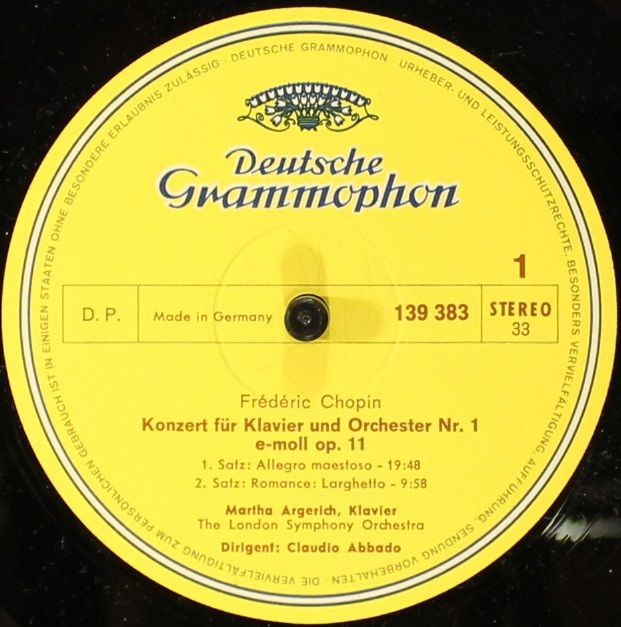 DEUTSCHE GRAMMOPHON · URHEBER- UND LEISTUNGSSCHUTZRECHTE, BESONDERS VERVIELFÄLTIGUNG, AUFFÜHRUNG, SENDUNG VORBEHALTEN · DIE VERVIELFÄLTIGUNG ZUM PERSÖNLICHEN GEBRAUCH IST IN EINIGEN STAATEN OHNE BESONDERE ERLAUBNIS ZULÄSSIG ·
Deutsche
Grammophon
1
D. P.
Made in Germany
139 383
STEREO
33
Frédéric Chopin
Konzert für Klavier und Orchester Nr. 1
e-moll op. 11
1. Satz: Allegro maestoso - 19:48
2. Satz: Romance: Larghetto - 9:58
Martha Argerich, Klavier
The London Symphony Orchestra
Dirigent: Claudio Abbado